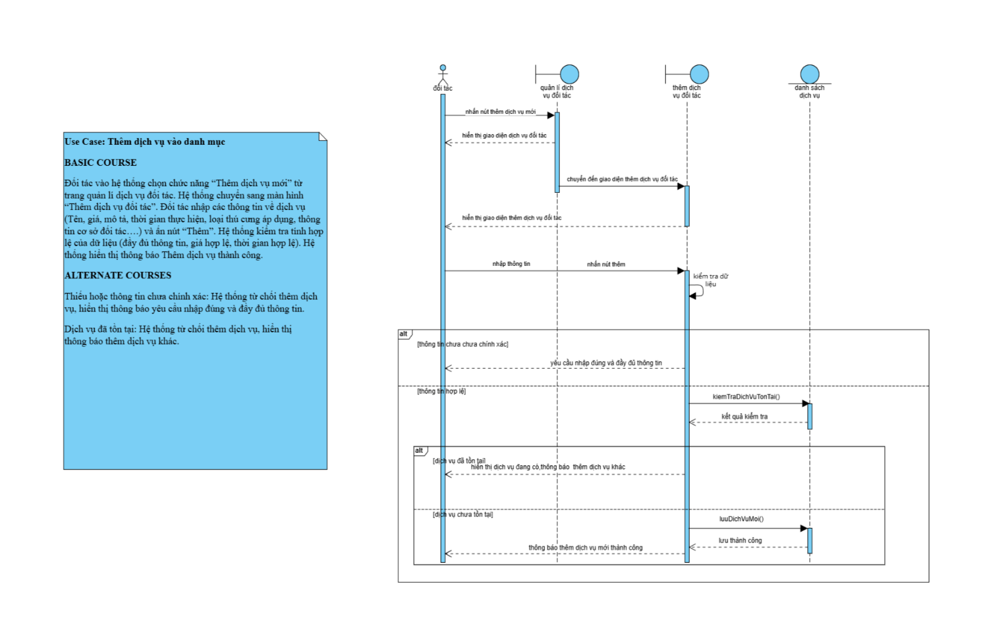 Use Case: Thêm dịch vụ vào danh mục
BASIC COURSE
Đối tác vào hệ thống chọn chức năng “Thêm dịch vụ mới” từ
trang quản lí dịch vụ đối tác. Hệ thống chuyển sang màn hình
“Thêm dịch vụ đối tác”. Đối tác nhập các thông tin về dịch vụ
(Tên, giá, mô tả, thời gian thực hiện, loại thú cưng áp dụng, thông
tin cơ sở đối tác….) và ấn nút “Thêm”. Hệ thống kiểm tra tính hợp
lệ của dữ liệu (đầy đủ thông tin, giá hợp lệ, thời gian hợp lệ). Hệ
thống hiển thị thông báo Thêm dịch vụ thành công.
ALTERNATE COURSES
Thiếu hoặc thông tin chưa chính xác: Hệ thống từ chối thêm dịch
vụ, hiển thị thông báo yêu cầu nhập đúng và đầy đủ thông tin.
Dịch vụ đã tồn tại: Hệ thống từ chối thêm dịch vụ, hiển thị
thông báo thêm dịch vụ khác.
đối tác
quản lí dịch
vụ đối tác
thêm dịch
vụ đối tác
danh sách
dịch vụ
nhấn nút thêm dịch vụ mới
hiển thị giao diện dịch vụ đối tác
chuyển đến giao diện thêm dịch vụ đối tác
hiển thị giao diện thêm dịch vụ đối tác
nhập thông tin
nhấn nút thêm
kiểm tra dữ
liệu
alt
[thông tin chưa chưa chính xác]
yêu cầu nhập đúng và đầy đủ thông tin
[thông tin hợp lệ]
kiemTraDichVuTonTai()
kết quả kiểm tra
alt
[dịch vụ đã tồn tại]
hiển thị dịch vụ đang có,thông báo thêm dịch vụ khác
[dịch vụ chưa tồn tại]
luuDichVuMoi()
lưu thành công
thông báo thêm dịch vụ mới thành công